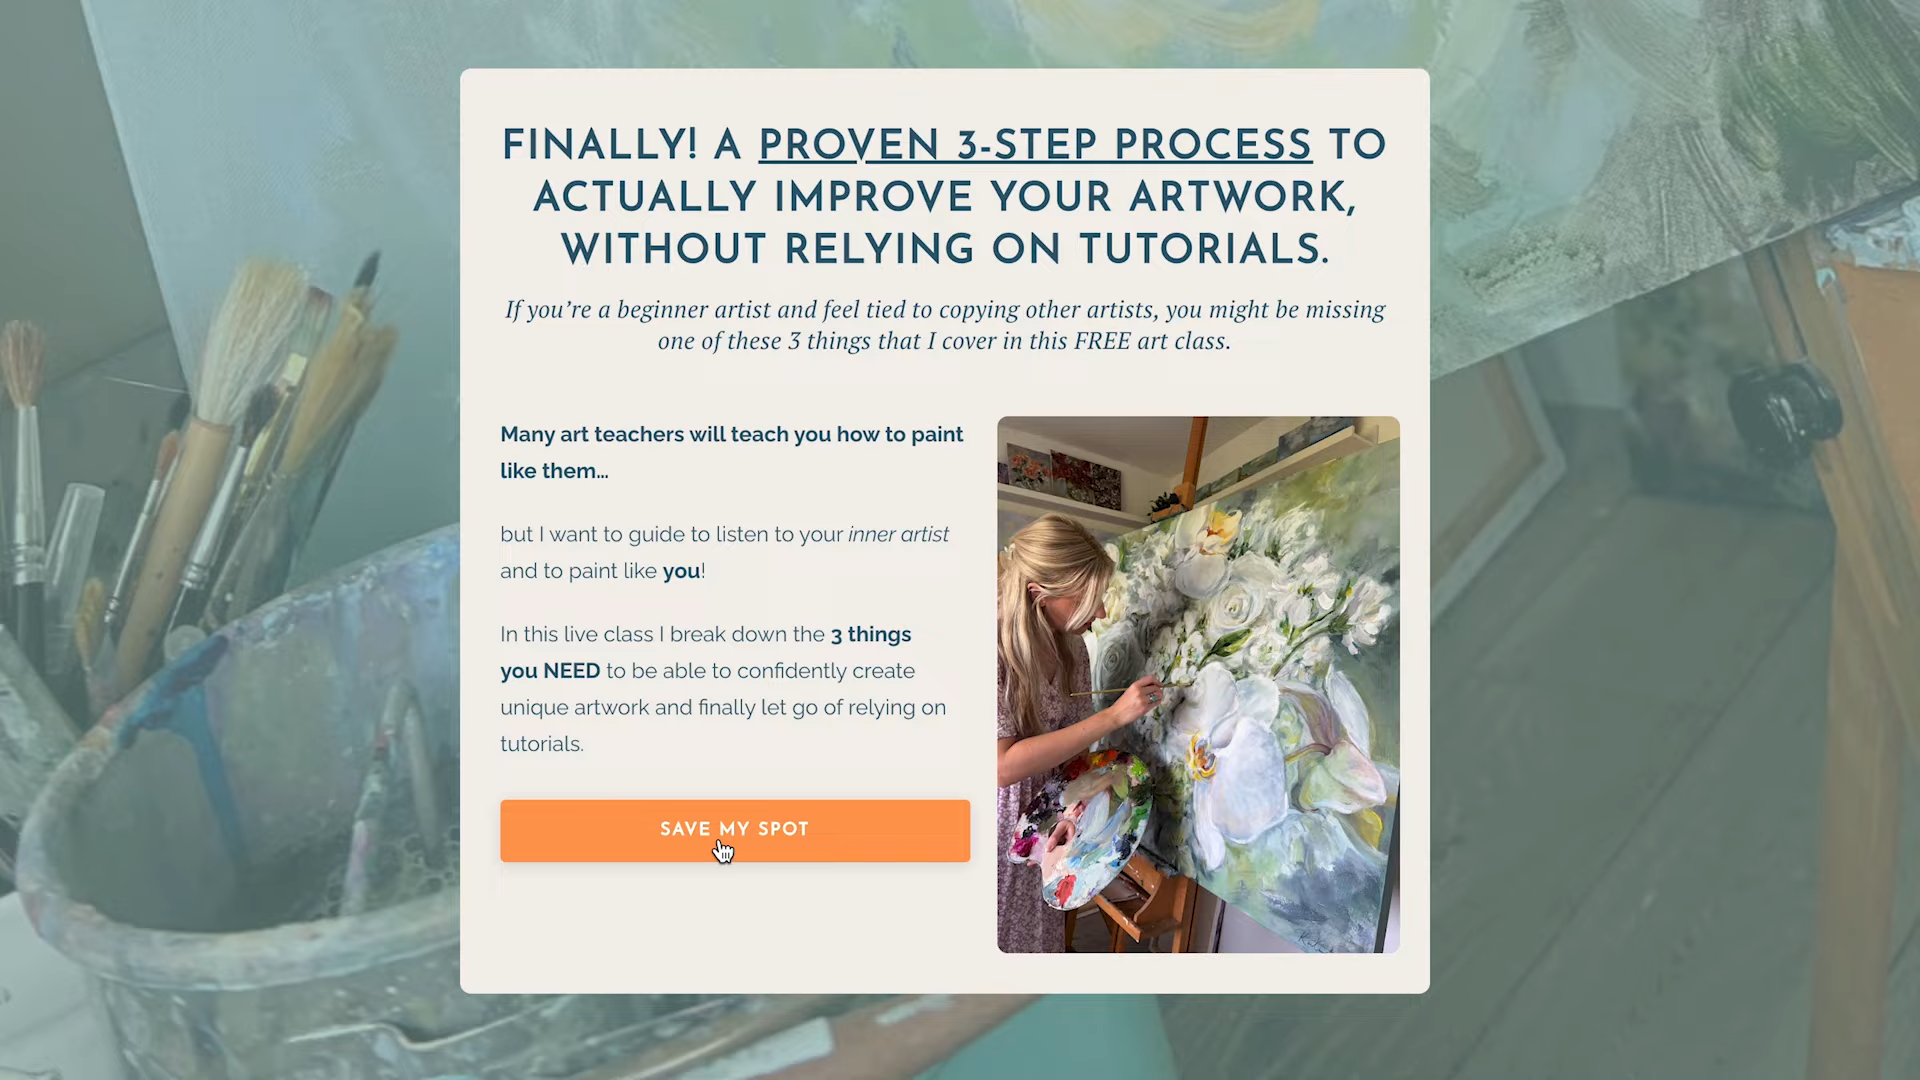 FINALLY! A PROVEN 3-STEP PROCESS TO
ACTUALLY IMPROVE YOUR ARTWORK,
WITHOUT RELYING ON TUTORIALS.
If you’re a beginner artist and feel tied to copying other artists, you might be missing
one of these 3 things that I cover in this FREE art class.
Many art teachers will teach you how to paint
like them…
but I want to guide to listen to your inner artist
and to paint like you!
In this live class I break down the 3 things
you NEED to be able to confidently create
unique artwork and finally let go of relying on
tutorials.
SAVE MY SPOT